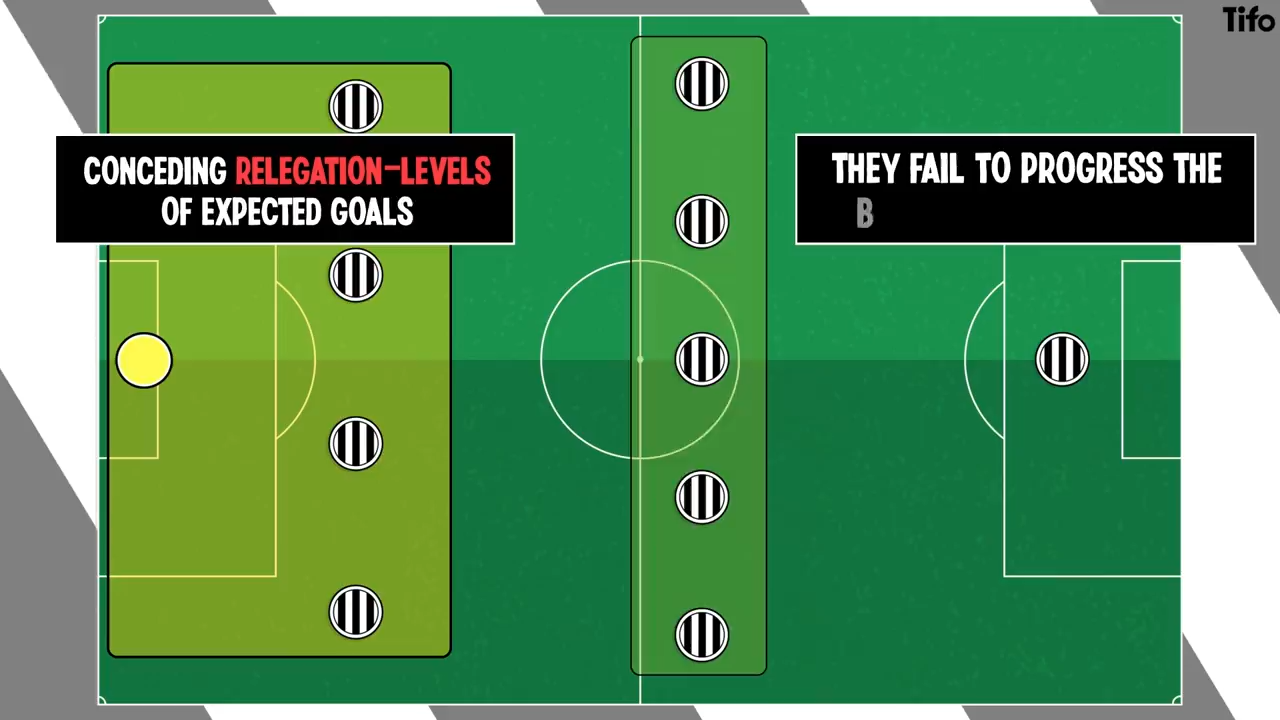 Tifo
CONCEDING RELEGATION-LEVELS
OF EXPECTED GOALS
THEY FAIL TO PROGRESS THE
B